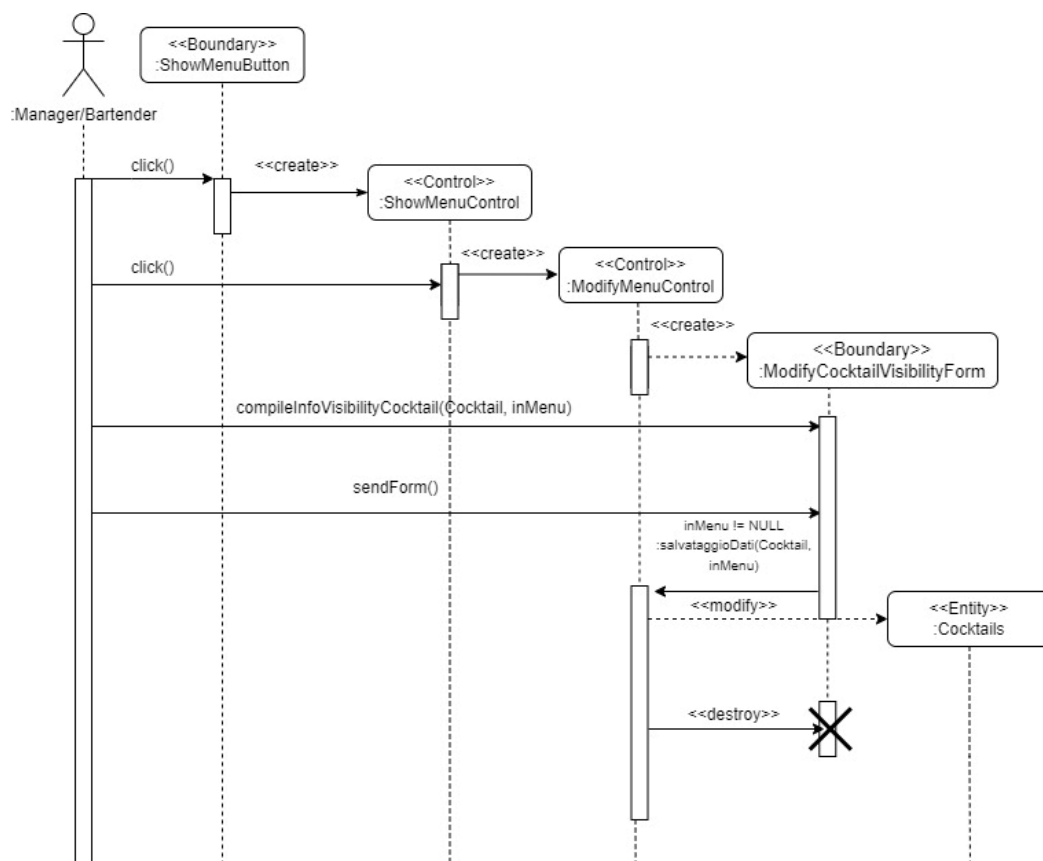 <<Boundary>>
:ShowMenuButton
:Manager/Bartender
click()
<<create>>
<<Control>>
:ShowMenuControl
click()
<<create>>
<<Control>>
:ModifyMenuControl
<<create>>
<<Boundary>>
:ModifyCocktailVisibilityForm
compileInfoVisibilityCocktail(Cocktail, inMenu)
sendForm()
inMenu != NULL
:salvataggioDati(Cocktail,
inMenu)
<<modify>>
<<Entity>>
:Cocktails
<<destroy>>